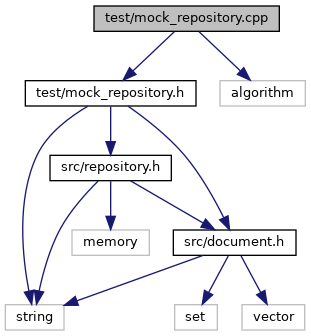 test/mock_repository.cpp
test/mock_repository.h
algorithm
src/repository.h
memory
src/document.h
string
set
vector